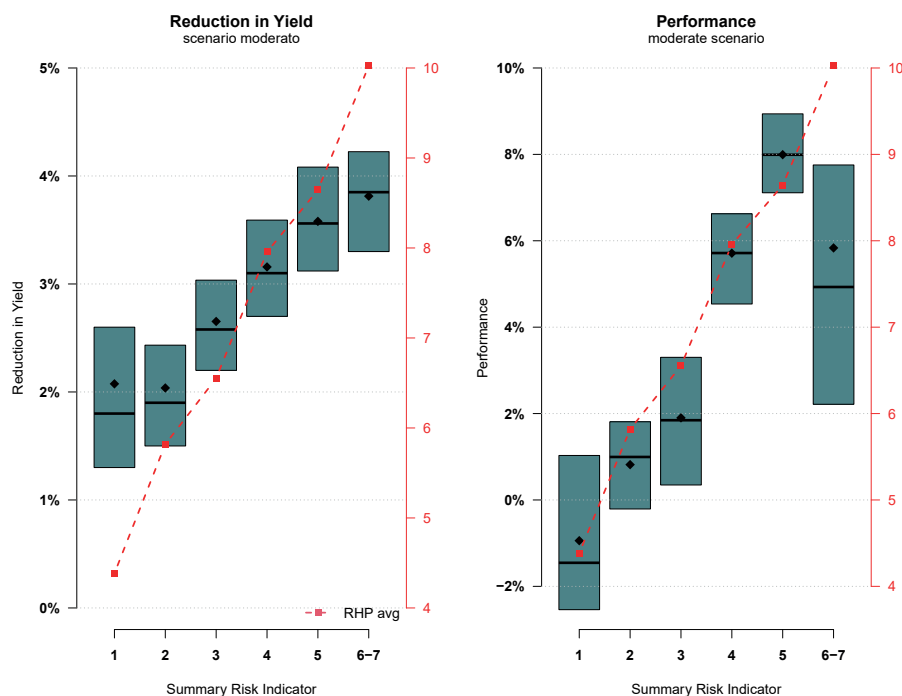 Reduction in Yield
scenario moderato
5%
4%
3%
2%
1%
0%
Reduction in Yield
10
9
8
7
6
5
4
RHP avg
1 2 3 4 5 6−7
Summary Risk Indicator
Performance
moderate scenario
10%
8%
6%
4%
2%
0%
−2%
Performance
10
9
8
7
6
5
4
1 2 3 4 5 6−7
Summary Risk Indicator